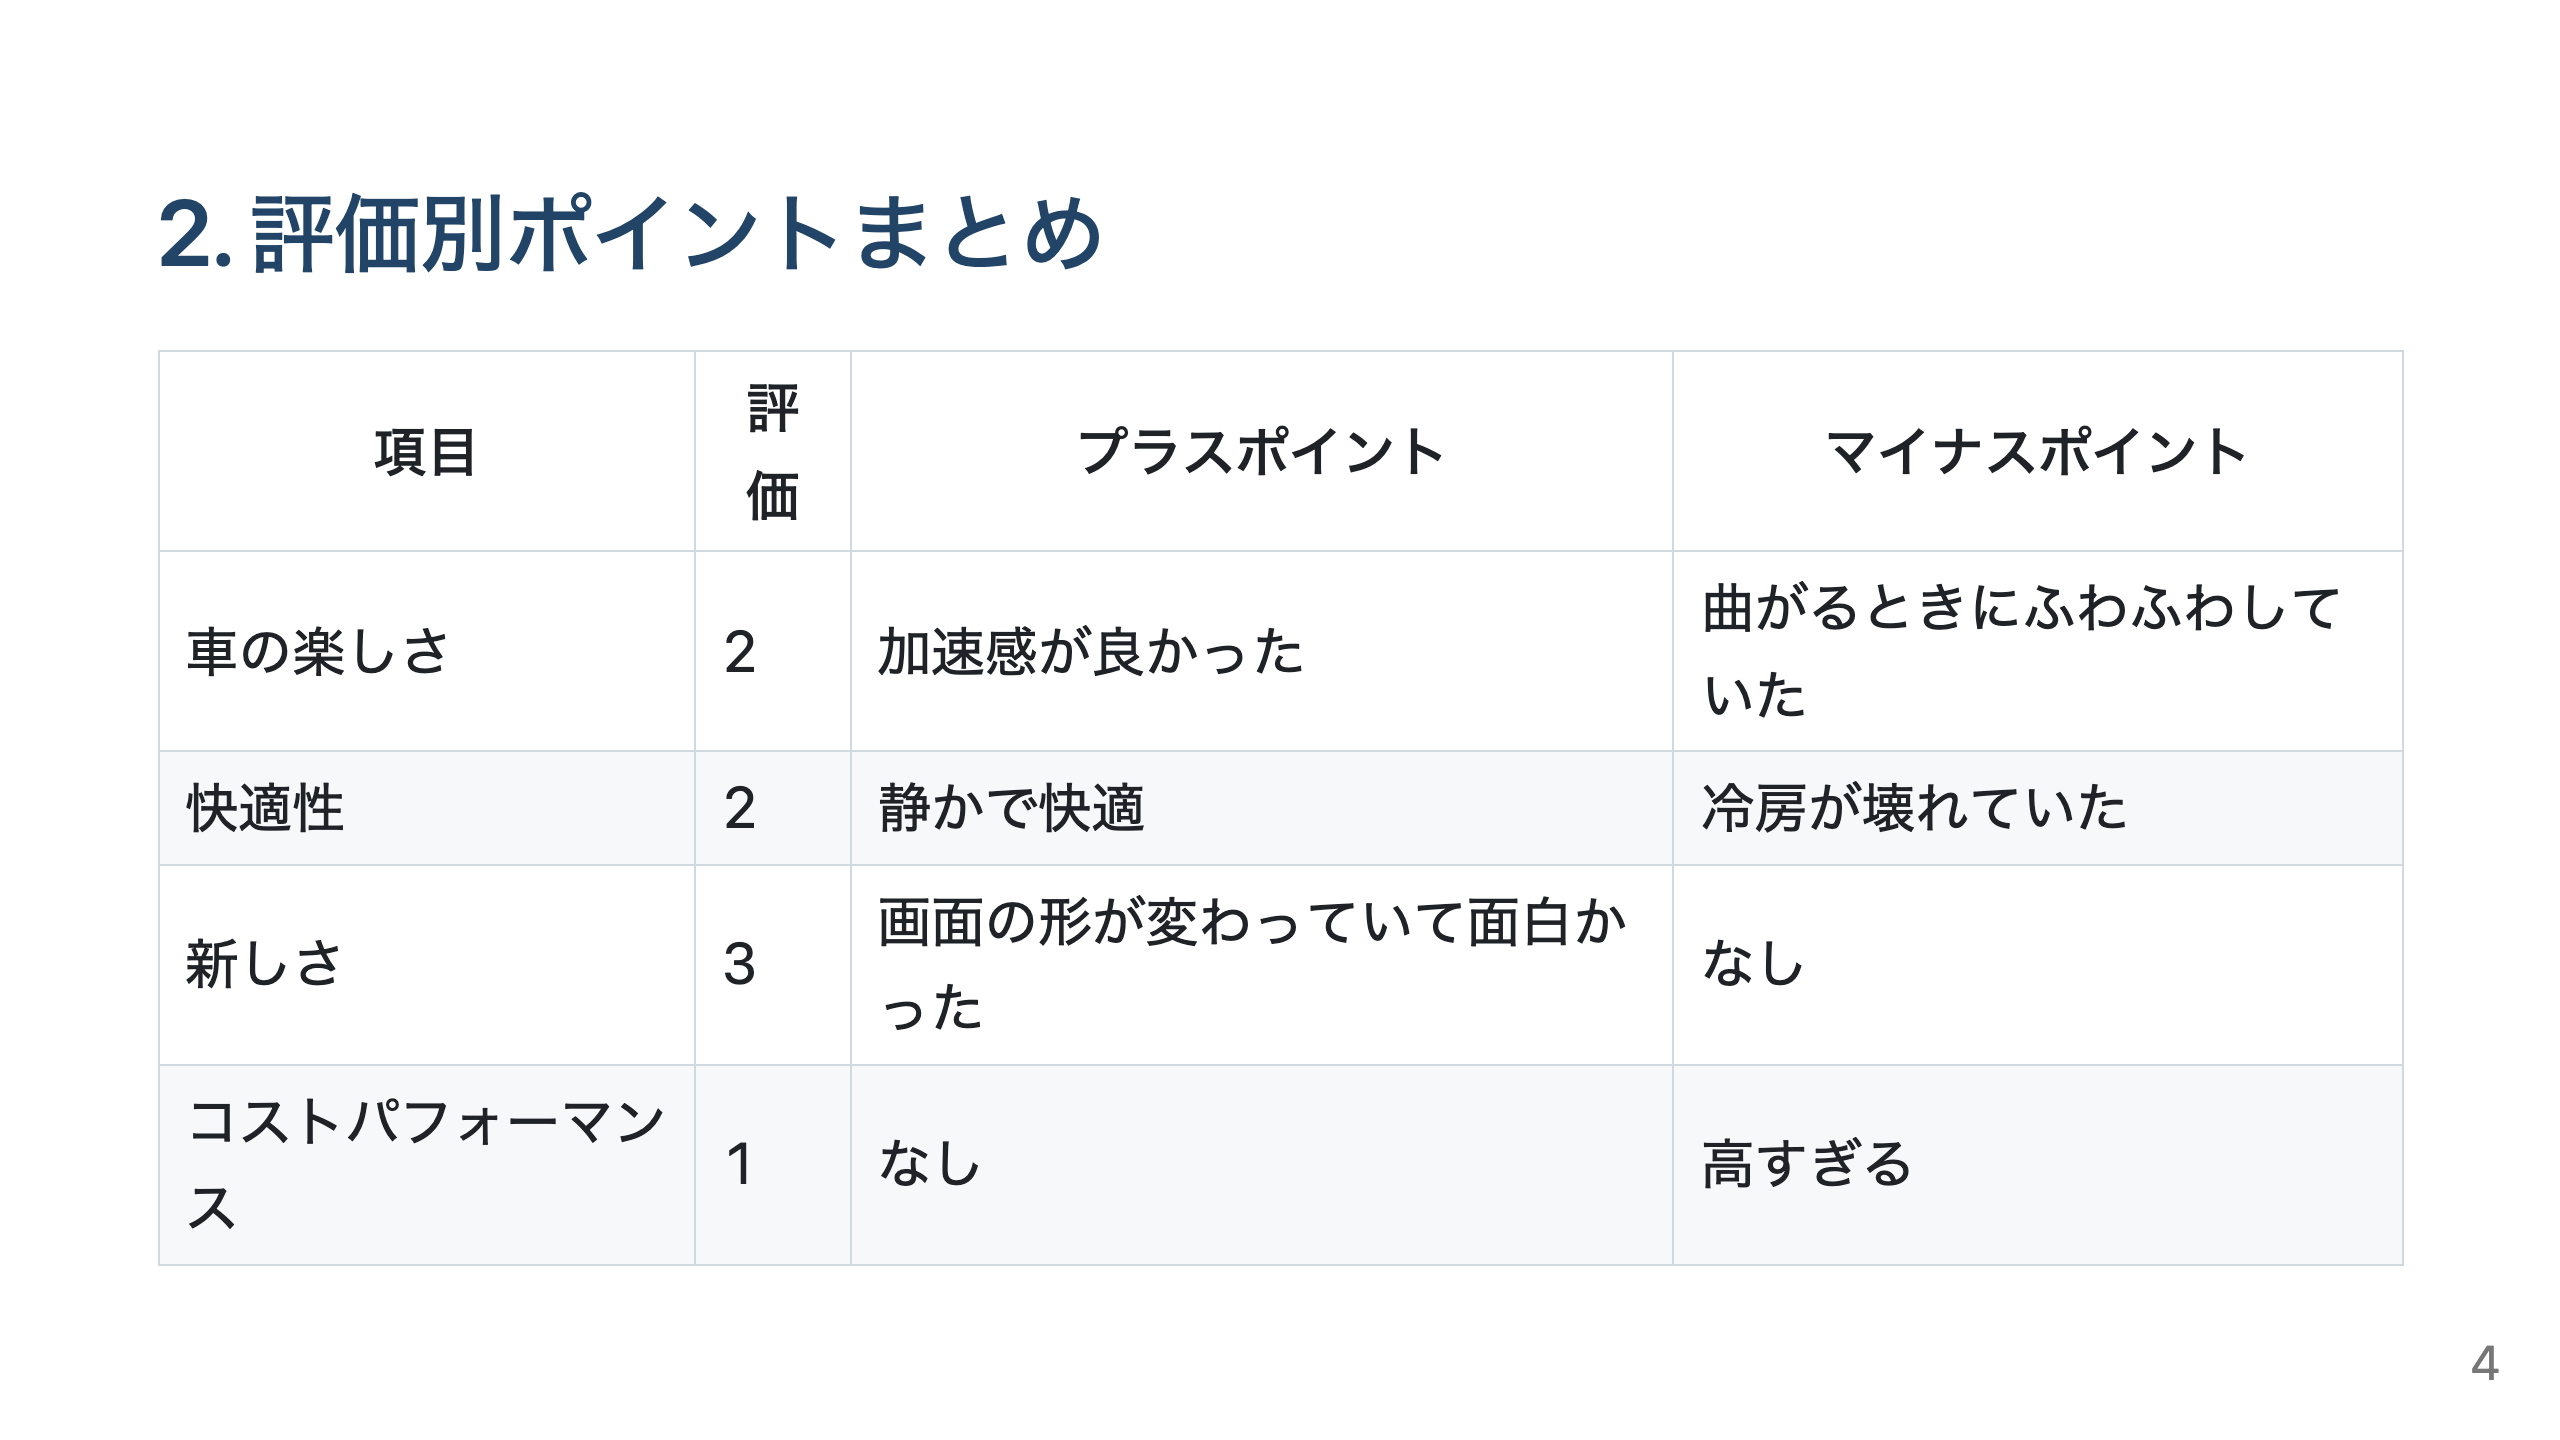 2. 評価別ポイントまとめ
項目
評
価
プラスポイント
マイナスポイント
車の楽しさ
2
加速感が良かった
曲がるときにふわふわして
いた
快適性
2
静かで快適
冷房が壊れていた
新しさ
3
画面の形が変わっていて面白か
った
なし
コストパフォーマン
ス
1
なし
高すぎる
4